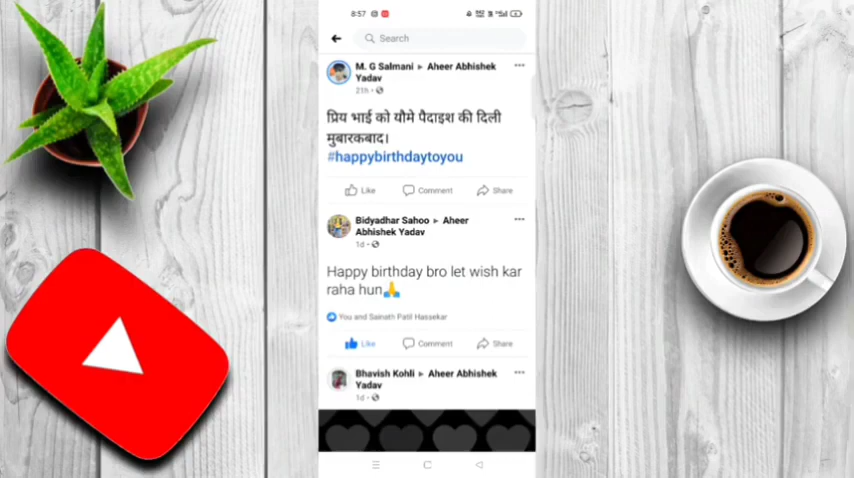 8:57
Search
M. G Salmani ▸ Aheer Abhishek
Yadav
21h
प्रिय भाई को यौमे पैदाइश की दिली
मुबारकबाद।
#happybirthdaytoyou
Like Comment Share
Bidyadhar Sahoo ▸ Aheer
Abhishek Yadav
1d
Happy birthday bro let wish kar
raha hun🙏
You and Sainath Patil Hassekar
Like Comment Share
Bhavish Kohli ▸ Aheer Abhishek
Yadav
1d